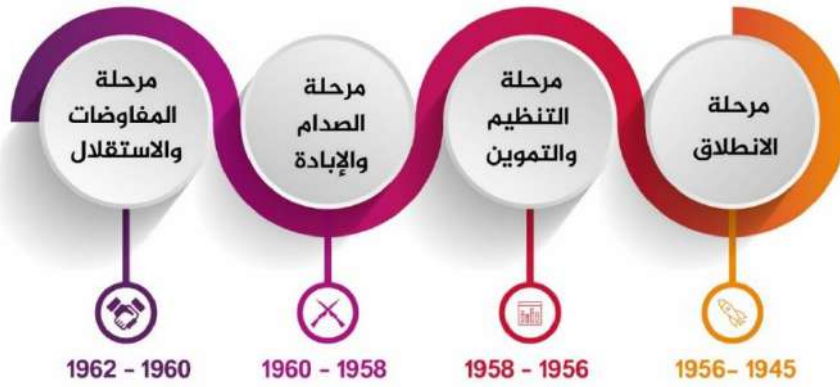 مرحلة
الانطلاق
1956– 1945
مرحلة
التنظيم
والتموين
1958 - 1956
مرحلة
الصدام
والإبادة
1960 - 1958
مرحلة
المفاوضات
والاستقلال
1962 - 1960